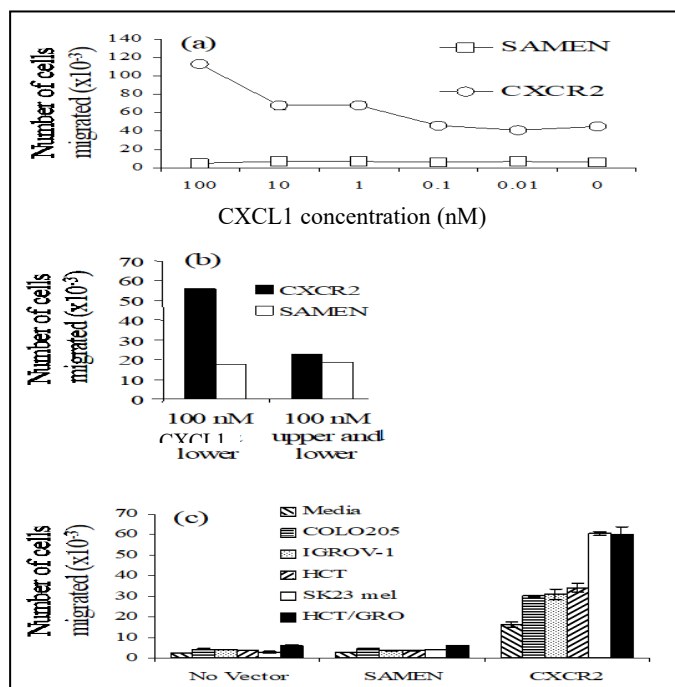 (a)
SAMEN
CXCR2
Number of cells
migrated (x10-3)
140
120
100
80
60
40
20
0
100 10 1 0.1 0.01 0
CXCL1 concentration (nM)
(b)
CXCR2
SAMEN
Number of cells
migrated (x10-3)
70
60
50
40
30
20
10
0
100 nM 100 nM
CXCL1 upper and
lower lower
(c)
Media
COLO205
IGROV-1
HCT
SK23 mel
HCT/GRO
Number of cells
migrated (x10-3)
70
60
50
40
30
20
10
0
No Vector SAMEN CXCR2